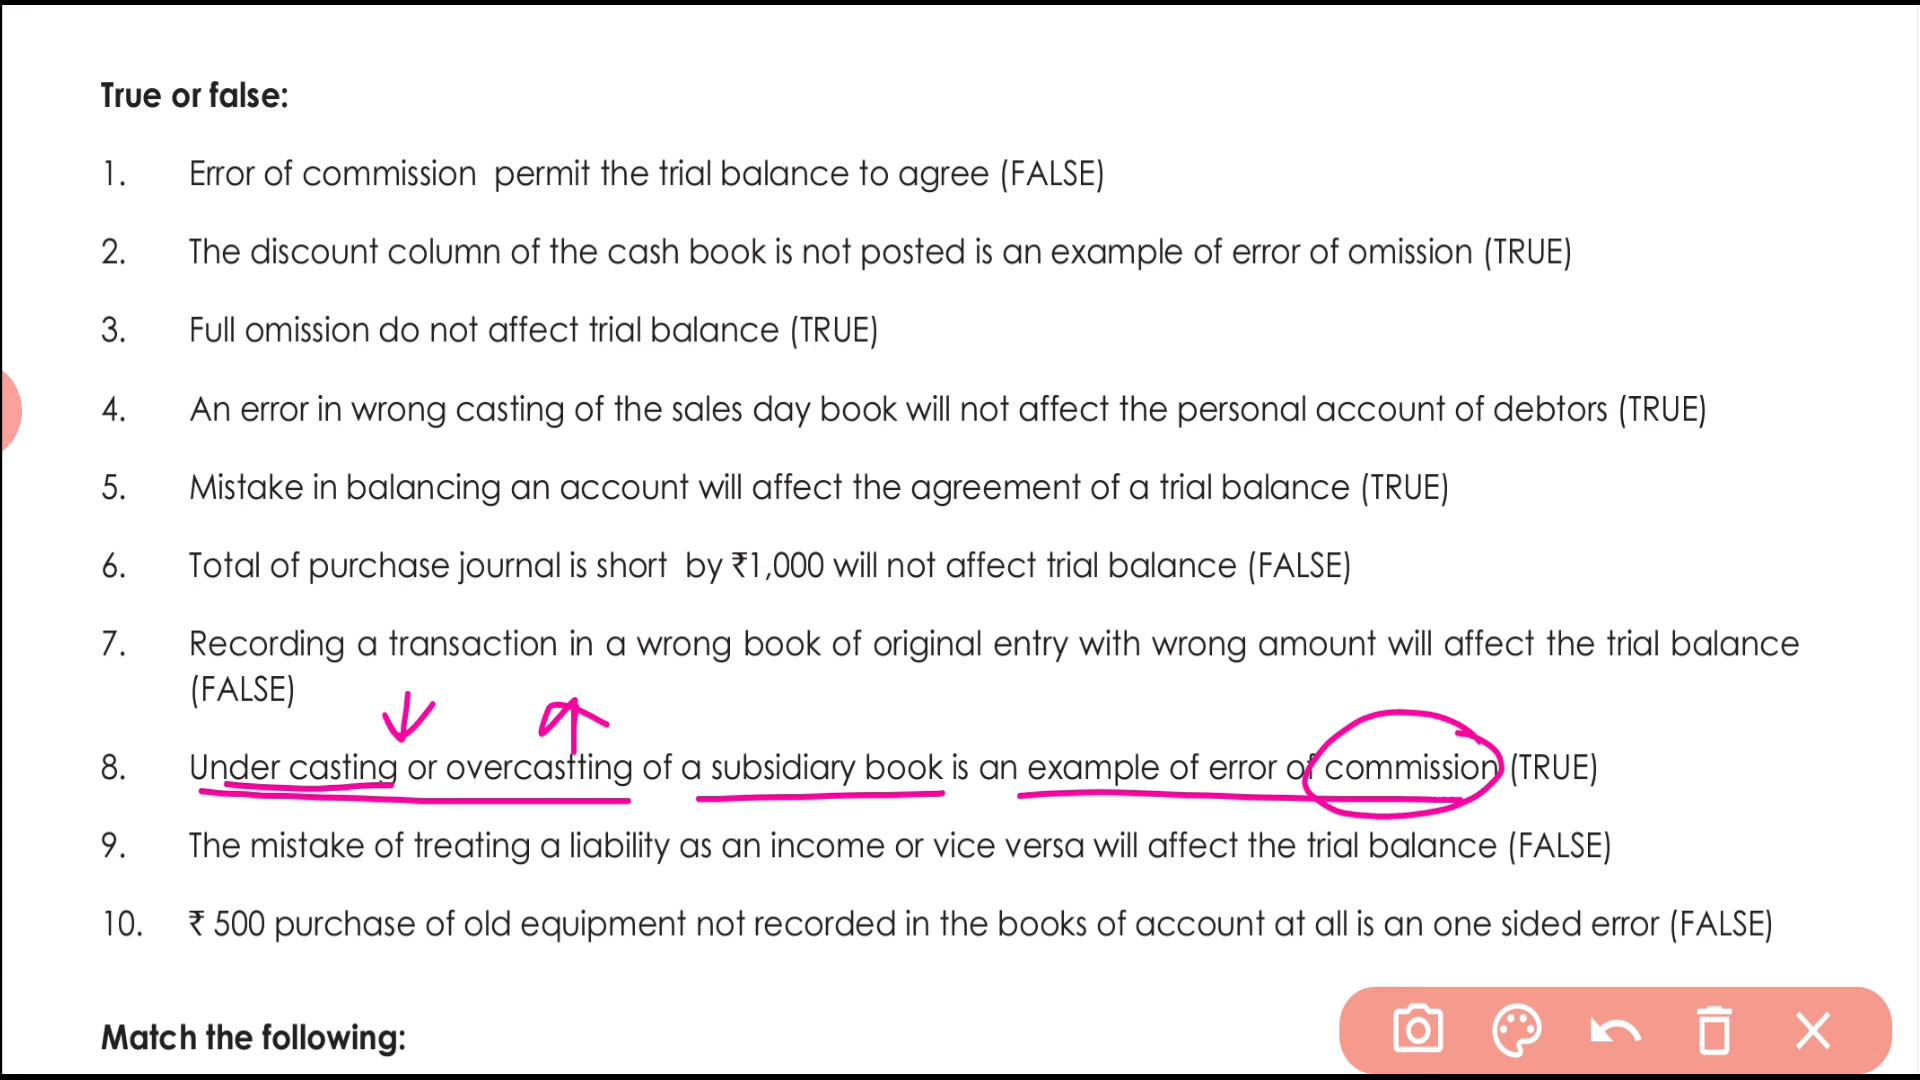 True or false:
1. Error of commission permit the trial balance to agree (FALSE)
2. The discount column of the cash book is not posted is an example of error of omission (TRUE)
3. Full omission do not affect trial balance (TRUE)
4. An error in wrong casting of the sales day book will not affect the personal account of debtors (TRUE)
5. Mistake in balancing an account will affect the agreement of a trial balance (TRUE)
6. Total of purchase journal is short by ₹1,000 will not affect trial balance (FALSE)
7. Recording a transaction in a wrong book of original entry with wrong amount will affect the trial balance
(FALSE)
8. Under casting or overcastting of a subsidiary book is an example of error of commission (TRUE)
9. The mistake of treating a liability as an income or vice versa will affect the trial balance (FALSE)
10. ₹ 500 purchase of old equipment not recorded in the books of account at all is an one sided error (FALSE)
Match the following: